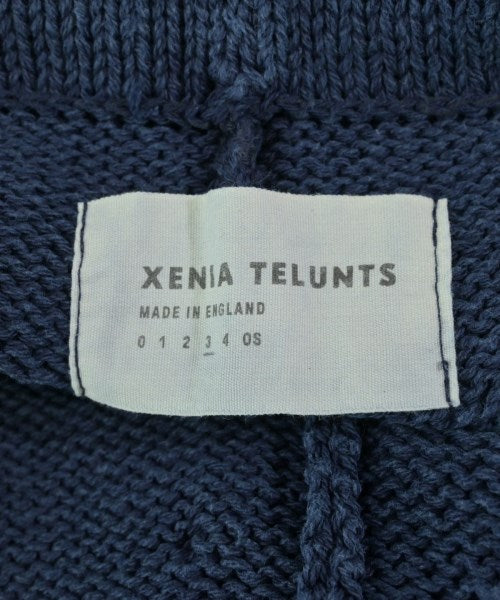 XENIA TELUNTS
MADE IN ENGLAND
0 1 2 3 4 OS